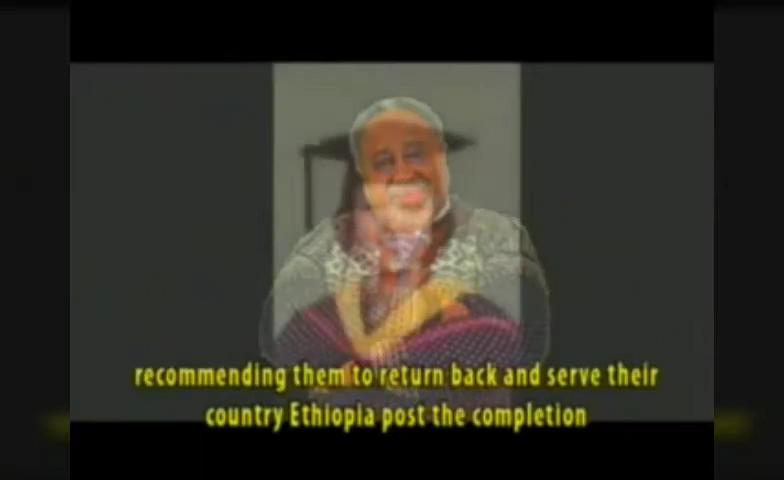 recommending them to return back and serve their
country Ethiopia post the completion